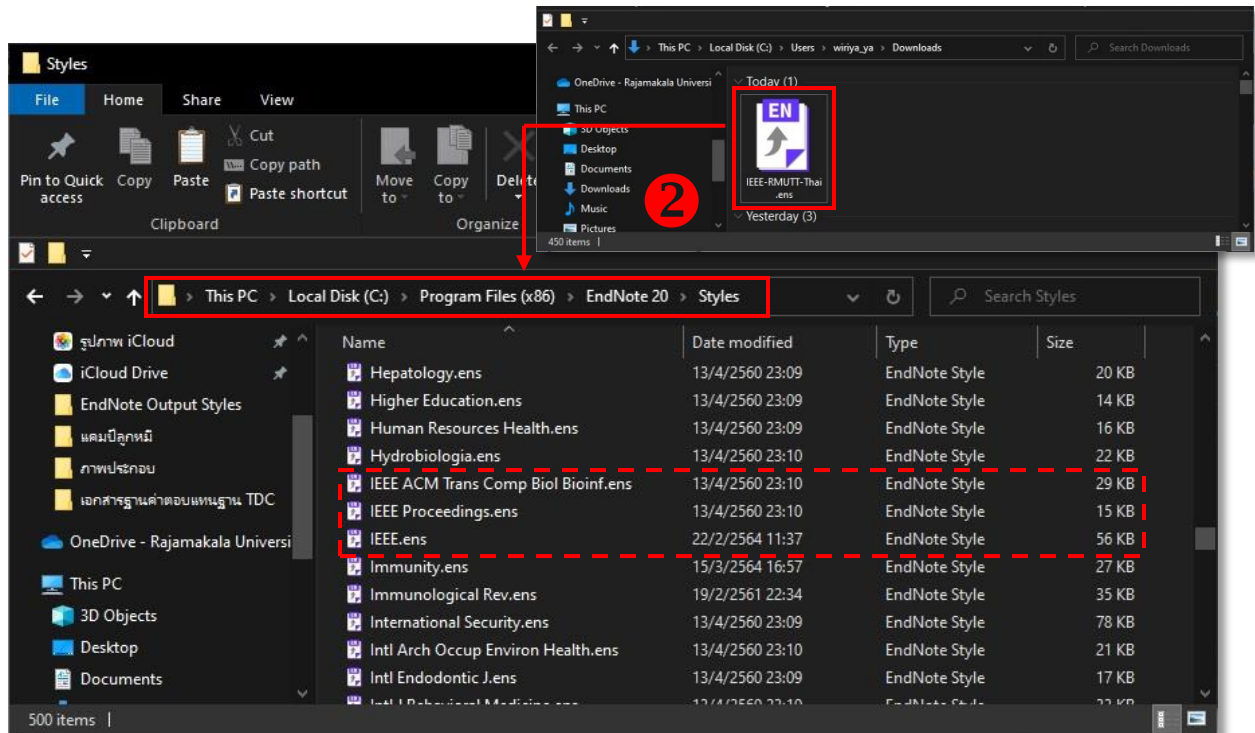 This PC > Local Disk (C:) > Users > wiriya_ya > Downloads
Search Downloads
OneDrive - Rajamakala Universi
This PC
3D Objects
Desktop
Documents
Downloads
Music
Pictures
Today (1)
EN
IEEE-RMUTT-Thai
.ens
Yesterday (3)
450 items
2
Styles
File Home Share View
Pin to Quick
access
Copy
Paste
Cut
Copy path
Paste shortcut
Clipboard
Move
to
Copy
to
Delete
Organize
This PC > Local Disk (C:) > Program Files (x86) > EndNote 20 > Styles
Search Styles
รูปภาพ iCloud
iCloud Drive
EndNote Output Styles
แคมป์ลูกหมี
ภาพประกอบ
เอกสารฐานค่าตอบแทนฐาน TDC
OneDrive - Rajamakala Universi
This PC
3D Objects
Desktop
Documents
Name Date modified Type Size
Hepatology.ens 13/4/2560 23:09 EndNote Style 20 KB
Higher Education.ens 13/4/2560 23:09 EndNote Style 14 KB
Human Resources Health.ens 13/4/2560 23:09 EndNote Style 16 KB
Hydrobiologia.ens 13/4/2560 23:10 EndNote Style 22 KB
IEEE ACM Trans Comp Biol Bioinf.ens 13/4/2560 23:10 EndNote Style 29 KB
IEEE Proceedings.ens 13/4/2560 23:10 EndNote Style 15 KB
IEEE.ens 22/2/2564 11:37 EndNote Style 56 KB
Immunity.ens 15/3/2564 16:57 EndNote Style 27 KB
Immunological Rev.ens 19/2/2561 22:34 EndNote Style 35 KB
International Security.ens 13/4/2560 23:09 EndNote Style 78 KB
Intl Arch Occup Environ Health.ens 13/4/2560 23:10 EndNote Style 21 KB
Intl Endodontic J.ens 13/4/2560 23:09 EndNote Style 17 KB
500 items